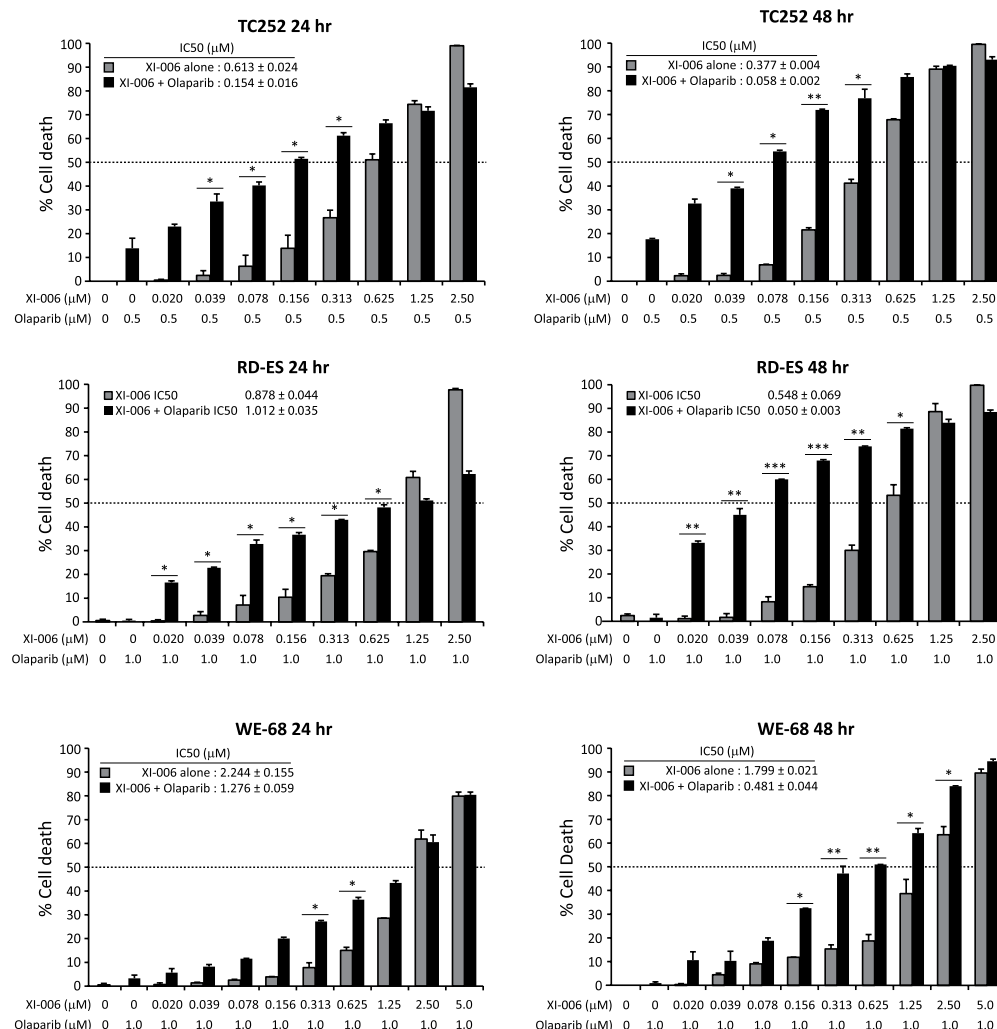 TC252 24 hr
IC50 (µM)
XI-006 alone : 0.613 ± 0.024
XI-006 + Olaparib : 0.154 ± 0.016
% Cell death
100
90
80
70
60
50
40
30
20
10
0
* * * *
*
XI-006 (µM) 0 0 0.020 0.039 0.078 0.156 0.313 0.625 1.25 2.50
Olaparib (µM) 0 0.5 0.5 0.5 0.5 0.5 0.5 0.5 0.5 0.5
TC252 48 hr
IC50 (µM)
XI-006 alone : 0.377 ± 0.004
XI-006 + Olaparib : 0.058 ± 0.002
% Cell death
100
90
80
70
60
50
40
30
20
10
0
* * ** *
XI-006 (µM) 0 0 0.020 0.039 0.078 0.156 0.313 0.625 1.25 2.50
Olaparib (µM) 0 0.5 0.5 0.5 0.5 0.5 0.5 0.5 0.5 0.5
RD-ES 24 hr
XI-006 IC50 0.878 ± 0.044
XI-006 + Olaparib IC50 1.012 ± 0.035
% Cell death
100
90
80
70
60
50
40
30
20
10
0
* * * * * *
XI-006 (µM) 0 0 0.020 0.039 0.078 0.156 0.313 0.625 1.25 2.50
Olaparib (µM) 0 1.0 1.0 1.0 1.0 1.0 1.0 1.0 1.0 1.0
RD-ES 48 hr
XI-006 IC50 0.548 ± 0.069
XI-006 + Olaparib IC50 0.050 ± 0.003
% Cell death
100
90
80
70
60
50
40
30
20
10
0
** ** *** *** ** *
XI-006 (µM) 0 0 0.020 0.039 0.078 0.156 0.313 0.625 1.25 2.50
Olaparib (µM) 0 1.0 1.0 1.0 1.0 1.0 1.0 1.0 1.0 1.0
WE-68 24 hr
IC50 (µM)
XI-006 alone : 2.244 ± 0.155
XI-006 + Olaparib : 1.276 ± 0.059
% Cell death
100
90
80
70
60
50
40
30
20
10
0
* *
XI-006 (µM) 0 0 0.020 0.039 0.078 0.156 0.313 0.625 1.25 2.50 5.0
Olaparib (µM) 0 1.0 1.0 1.0 1.0 1.0 1.0 1.0 1.0 1.0 1.0
WE-68 48 hr
IC50 (µM)
XI-006 alone : 1.799 ± 0.021
XI-006 + Olaparib : 0.481 ± 0.044
% Cell Death
100
90
80
70
60
50
40
30
20
10
0
* ** ** * *
XI-006 (µM) 0 0 0.020 0.039 0.078 0.156 0.313 0.625 1.25 2.50 5.0
Olaparib (µM) 0 1.0 1.0 1.0 1.0 1.0 1.0 1.0 1.0 1.0 1.0